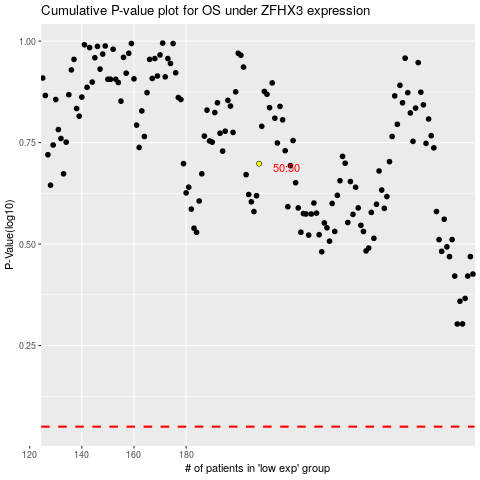 Cumulative P-value plot for OS under ZFHX3 expression
P-Value(log10)
1.00
0.75
0.50
0.25
50:50
120 140 160 180
# of patients in 'low exp' group